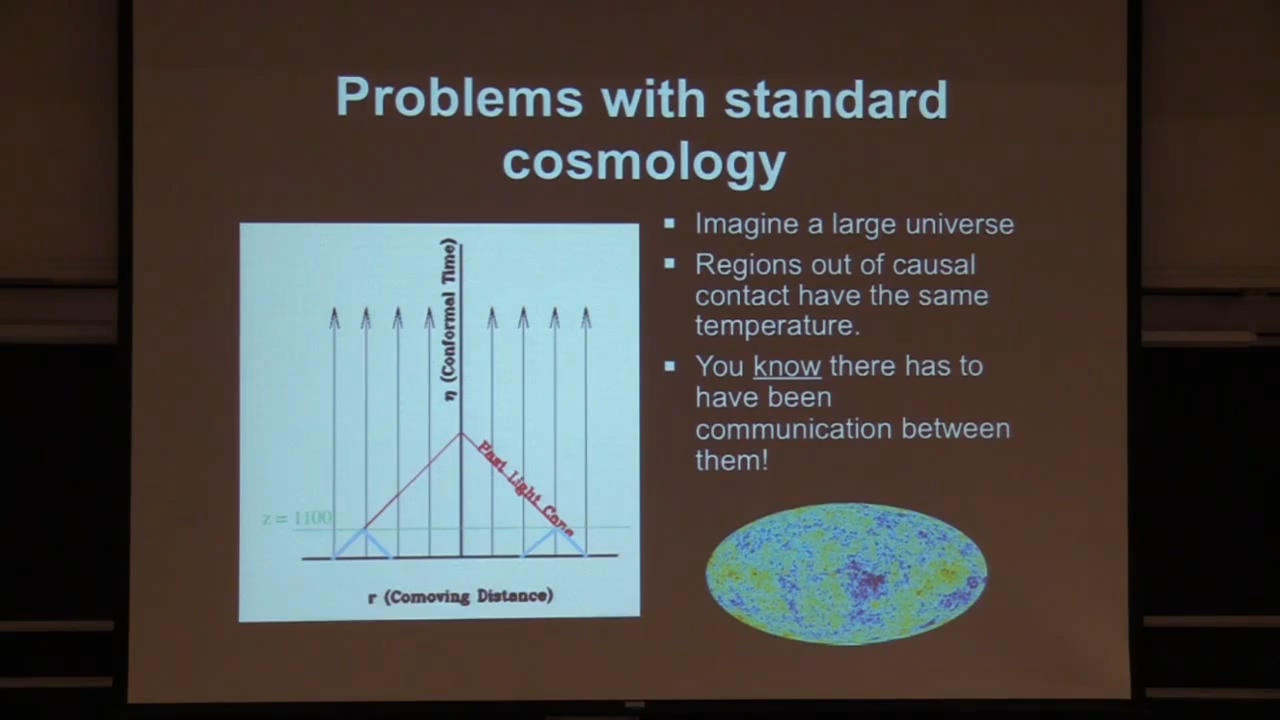 Problems with standard
cosmology
η (Conformal Time)
Past Light Cone
z = 1100
r (Comoving Distance)
▪ Imagine a large universe
▪ Regions out of causal
contact have the same
temperature.
▪ You know there has to
have been
communication between
them!